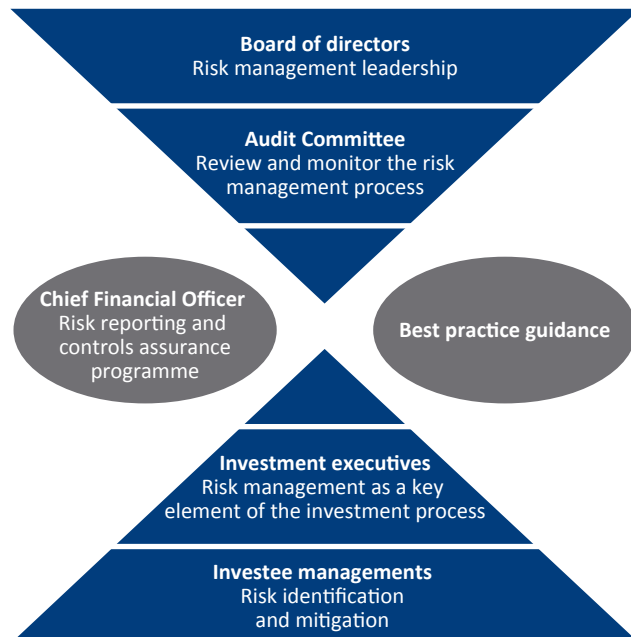 Board of directors
Risk management leadership
Audit Committee
Review and monitor the risk
management process
Chief Financial Officer
Risk reporting and
controls assurance
programme
Best practice guidance
Investment executives
Risk management as a key
element of the investment process
Investee managements
Risk identification
and mitigation